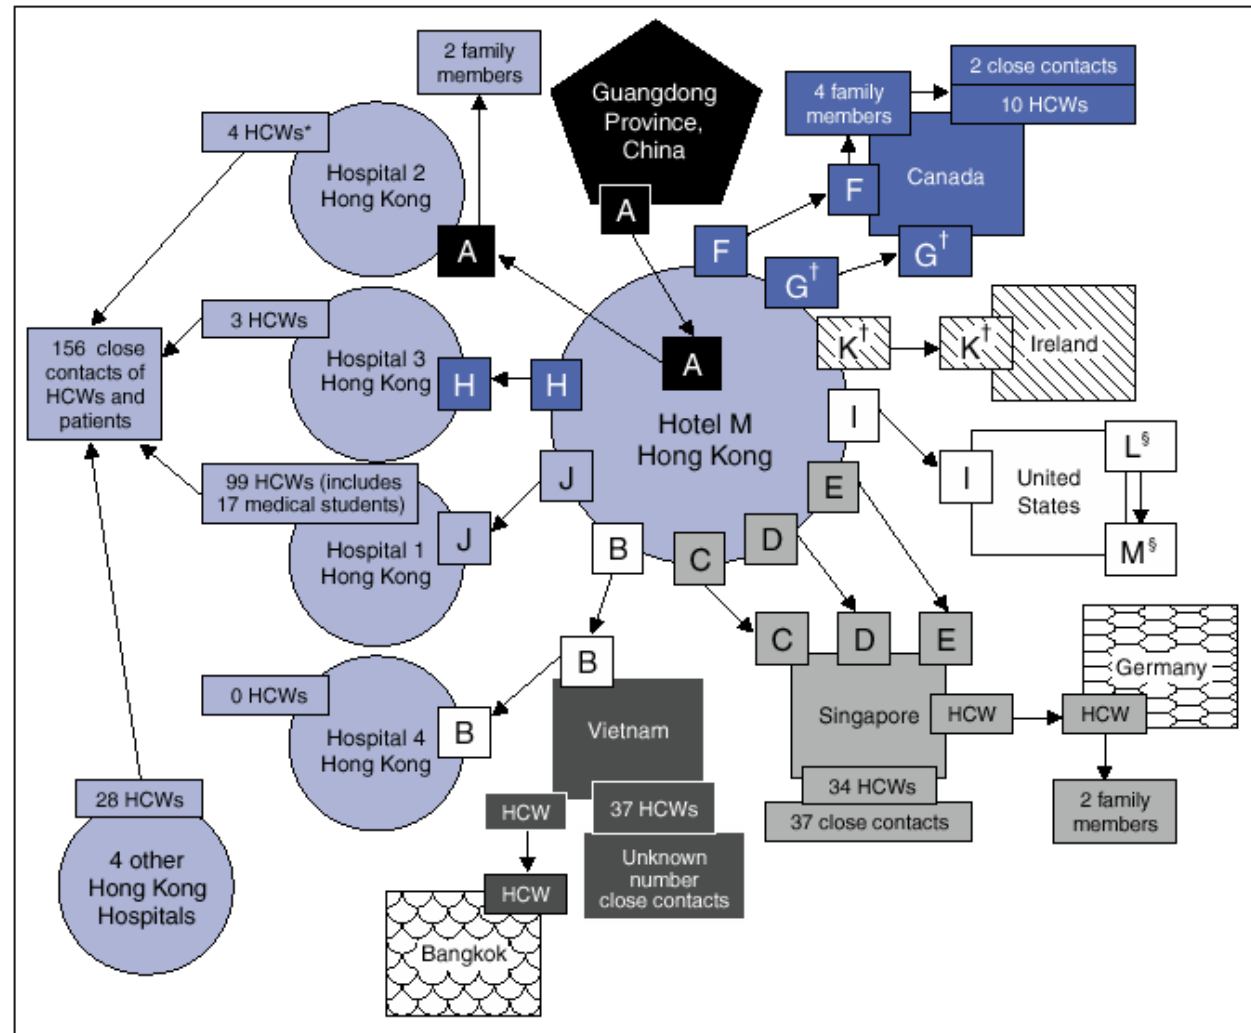 2 family
members
Guangdong
Province,
China
A
4 family
members
2 close contacts
10 HCWs
4 HCWs*
Hospital 2
Hong Kong
A
F
Canada
F
G†
G†
3 HCWs
Hospital 3
Hong Kong
H
H
A
K†
K†
Ireland
156 close
contacts of
HCWs and
patients
Hotel M
Hong Kong
I
I
United
States
L§
M§
99 HCWs (includes
17 medical students)
Hospital 1
Hong Kong
J
J
B
C
D
E
0 HCWs
Hospital 4
Hong Kong
B
B
Vietnam
C
D
E
Singapore
HCW
HCW
Germany
34 HCWs
37 close contacts
2 family
members
28 HCWs
4 other
Hong Kong
Hospitals
HCW
37 HCWs
Unknown
number
close contacts
HCW
Bangkok